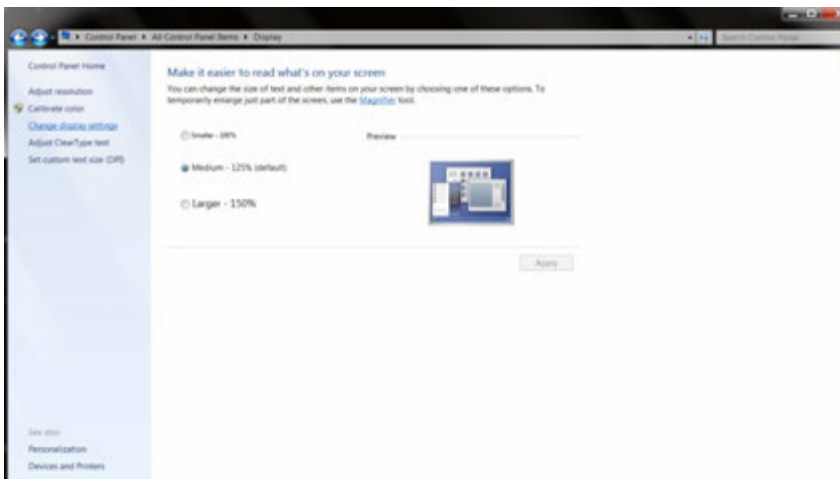 Control Panel ▸ All Control Panel Items ▸ Display
Search Control Panel
Control Panel Home
Adjust resolution
Calibrate color
Change display settings
Adjust ClearType text
Set custom text size (DPI)
Make it easier to read what's on your screen
You can change the size of text and other items on your screen by choosing one of these options. To
temporarily enlarge just part of the screen, use the Magnifier tool.
Smaller - 100%
Preview
Medium - 125% (default)
Larger - 150%
Apply
See also
Personalization
Devices and Printers